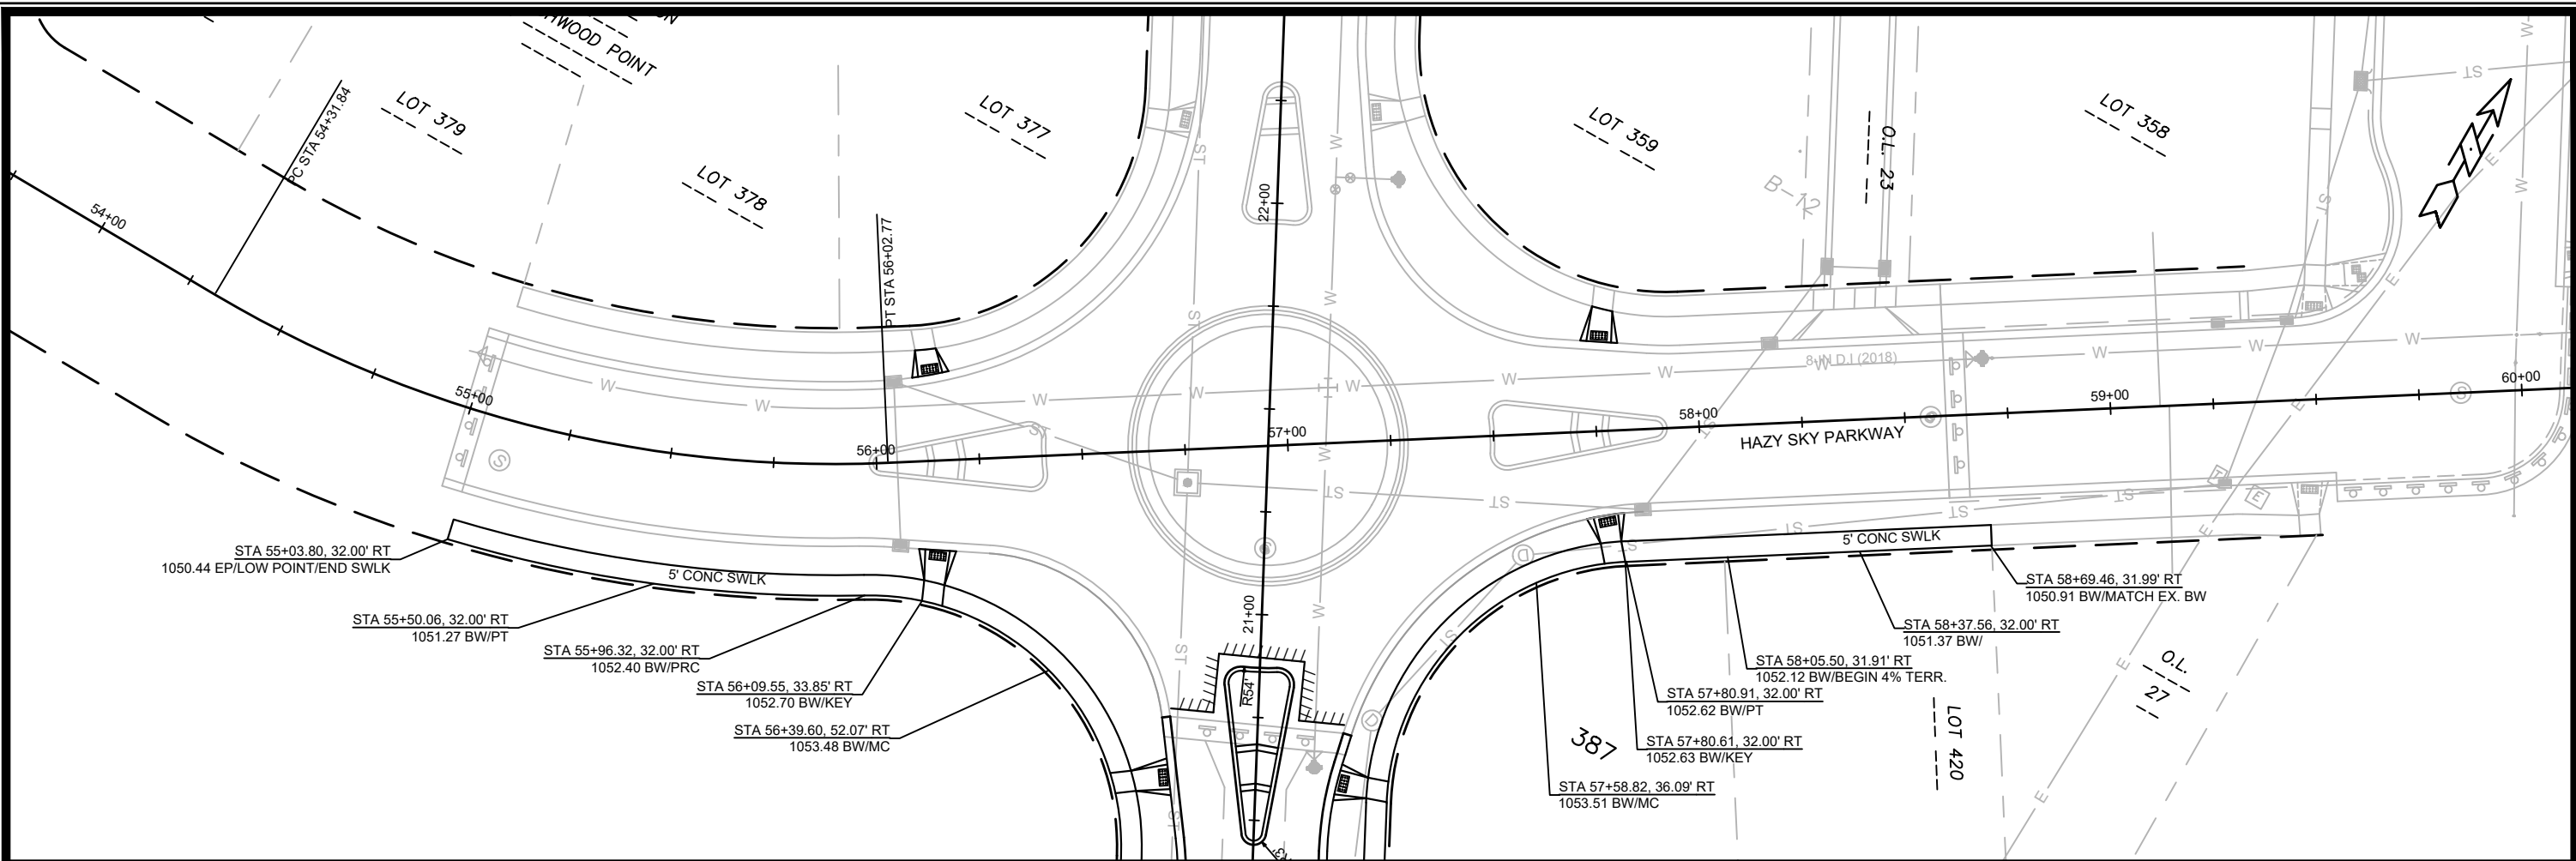 HWOOD POINT
LOT 379
LOT 378
LOT 377
LOT 359
O.L. 23
LOT 358
B-12
PC STA 54+31.84
PT STA 56+02.77
54+00
55+00
56+00
57+00
58+00
59+00
60+00
22+00
21+00
HAZY SKY PARKWAY
8-IN D.I (2018)
5' CONC SWLK
5' CONC SWLK
STA 55+03.80, 32.00' RT
1050.44 EP/LOW POINT/END SWLK
STA 55+50.06, 32.00' RT
1051.27 BW/PT
STA 55+96.32, 32.00' RT
1052.40 BW/PRC
STA 56+09.55, 33.85' RT
1052.70 BW/KEY
STA 56+39.60, 52.07' RT
1053.48 BW/MC
R54'
STA 58+69.46, 31.99' RT
1050.91 BW/MATCH EX. BW
STA 58+37.56, 32.00' RT
1051.37 BW/
STA 58+05.50, 31.91' RT
1052.12 BW/BEGIN 4% TERR.
STA 57+80.91, 32.00' RT
1052.62 BW/PT
STA 57+80.61, 32.00' RT
1052.63 BW/KEY
STA 57+58.82, 36.09' RT
1053.51 BW/MC
387
LOT 420
O.L.
27